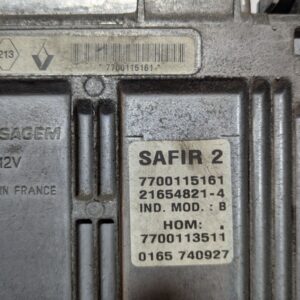 213
*7700115161*
SAGEM
12V
IN FRANCE
SAFIR 2
7700115161
21654821-4
IND. MOD. : B
HOM: .
7700113511
0165 740927